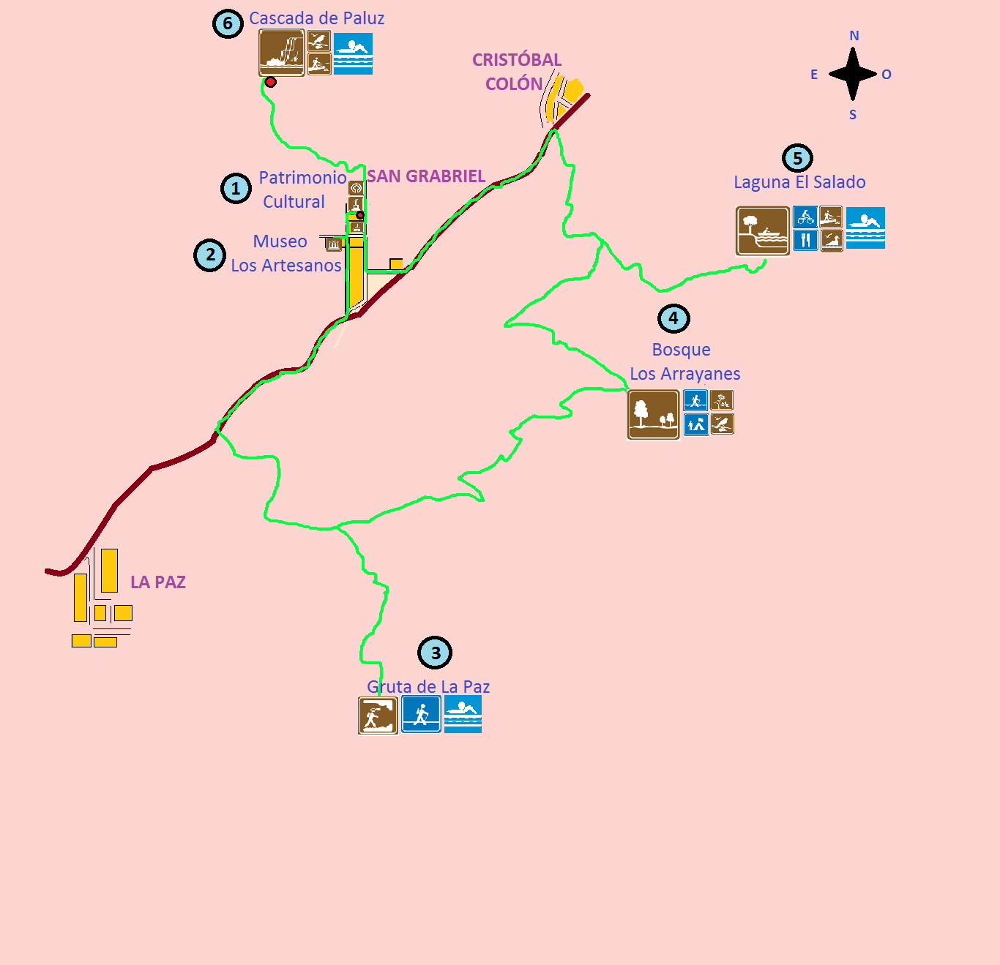 6
Cascada de Paluz
CRISTÓBAL
COLÓN
N
E
O
S
5
Laguna El Salado
1
Patrimonio
Cultural
SAN GRABRIEL
2
Museo
Los Artesanos
4
Bosque
Los Arrayanes
LA PAZ
3
Gruta de La Paz